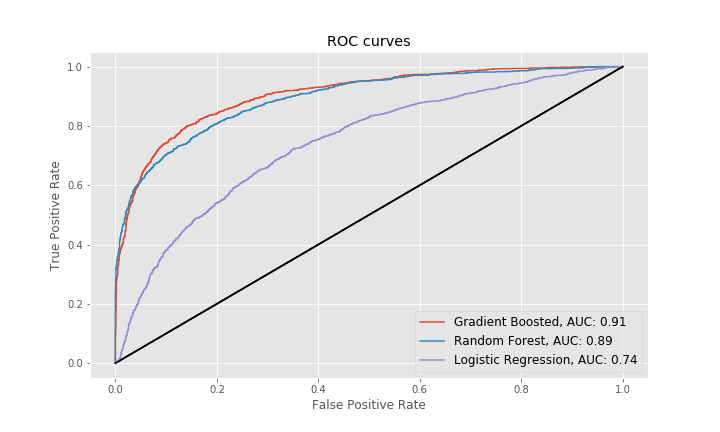 ROC curves
True Positive Rate
1.0
0.8
0.6
0.4
0.2
0.0
Gradient Boosted, AUC: 0.91
Random Forest, AUC: 0.89
Logistic Regression, AUC: 0.74
0.0 0.2 0.4 0.6 0.8 1.0
False Positive Rate